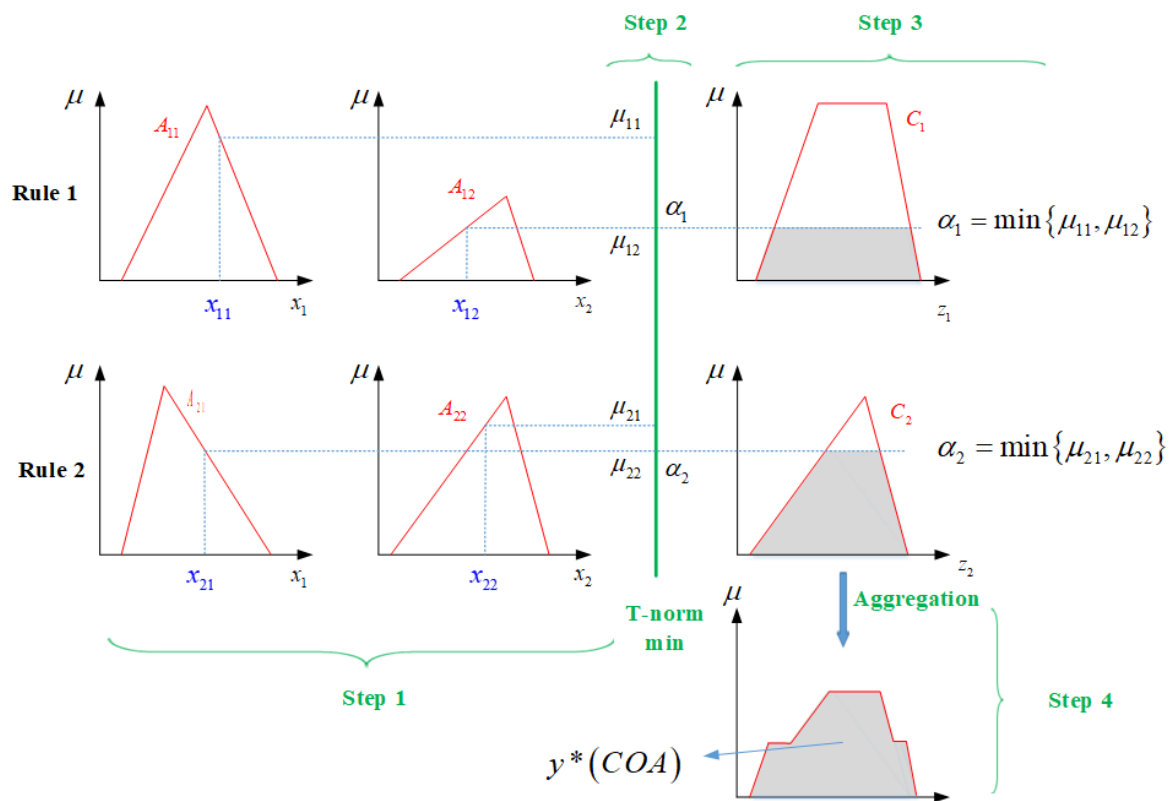 Step 2
Step 3
μ
μ
μ
A₁₁
μ₁₁
C₁
A₁₂
Rule 1
α₁
α₁ = min{μ₁₁, μ₁₂}
μ₁₂
x₁₁
x₁
x₁₂
x₂
z₁
μ
μ
μ
A₂₁
A₂₂
μ₂₁
C₂
Rule 2
μ₂₂
α₂
α₂ = min{μ₂₁, μ₂₂}
x₂₁
x₁
x₂₂
x₂
z₂
T-norm
min
μ
Aggregation
Step 1
Step 4
y*(COA)